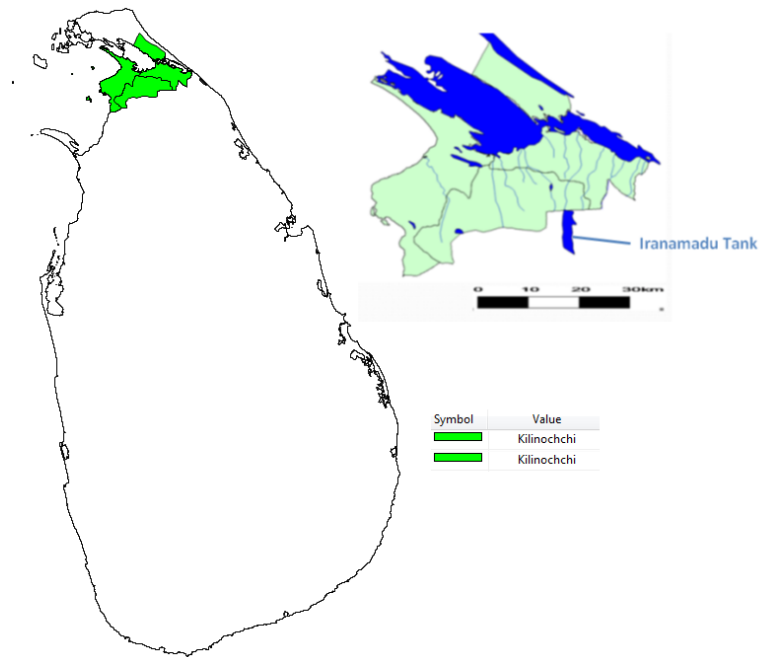 Iranamadu Tank
0 10 20 30km
Symbol Value
Kilinochchi
Kilinochchi